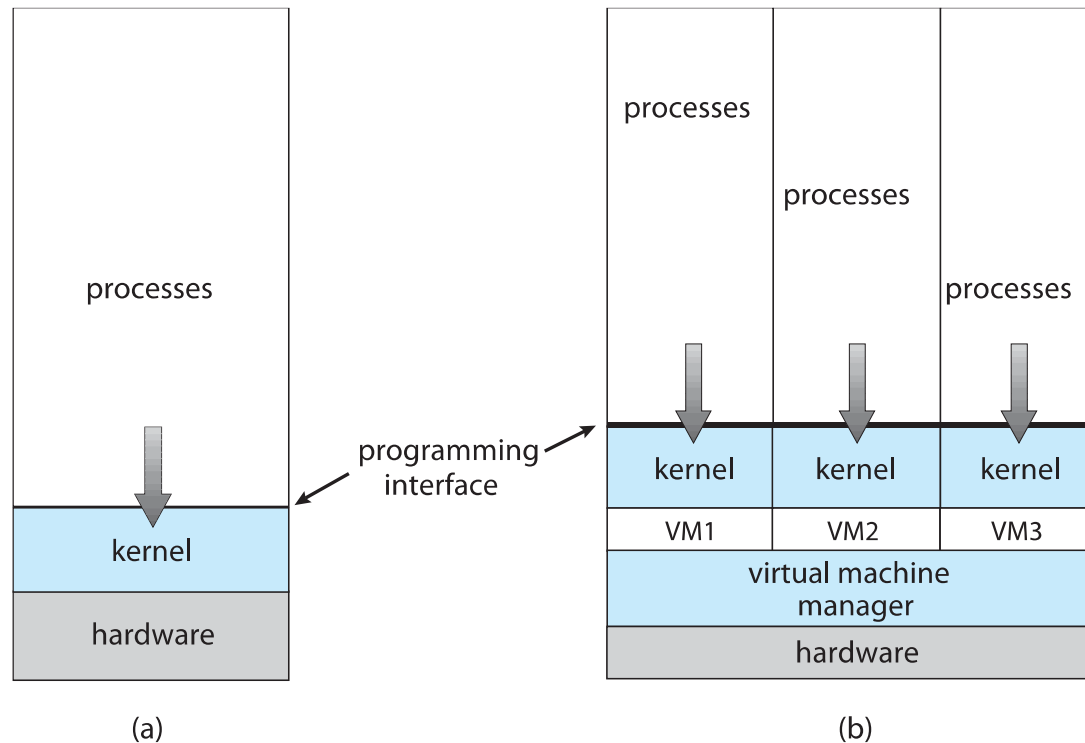 processes
kernel
hardware
(a)
programming
interface
processes
processes
processes
kernel
kernel
kernel
VM1
VM2
VM3
virtual machine
manager
hardware
(b)